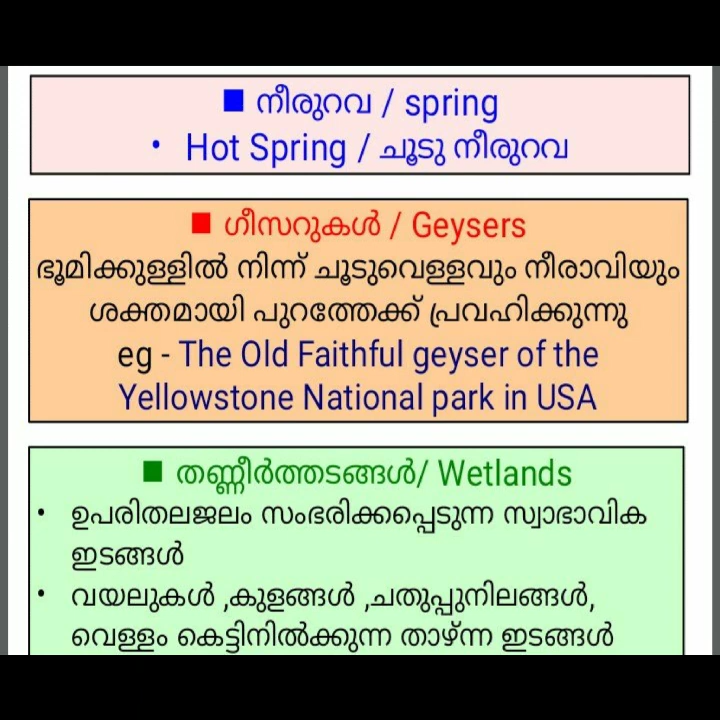 ■ നീരുറവ / spring
• Hot Spring / ചൂടു നീരുറവ
■ ഗീസറുകൾ / Geysers
ഭൂമിക്കുള്ളിൽ നിന്ന് ചൂടുവെള്ളവും നീരാവിയും
ശക്തമായി പുറത്തേക്ക് പ്രവഹിക്കുന്നു
eg - The Old Faithful geyser of the
Yellowstone National park in USA
■ തണ്ണീർത്തടങ്ങൾ/ Wetlands
• ഉപരിതലജലം സംഭരിക്കപ്പെടുന്ന സ്വാഭാവിക
ഇടങ്ങൾ
• വയലുകൾ ,കുളങ്ങൾ ,ചതുപ്പുനിലങ്ങൾ,
വെള്ളം കെട്ടിനിൽക്കുന്ന താഴ്ന്ന ഇടങ്ങൾ